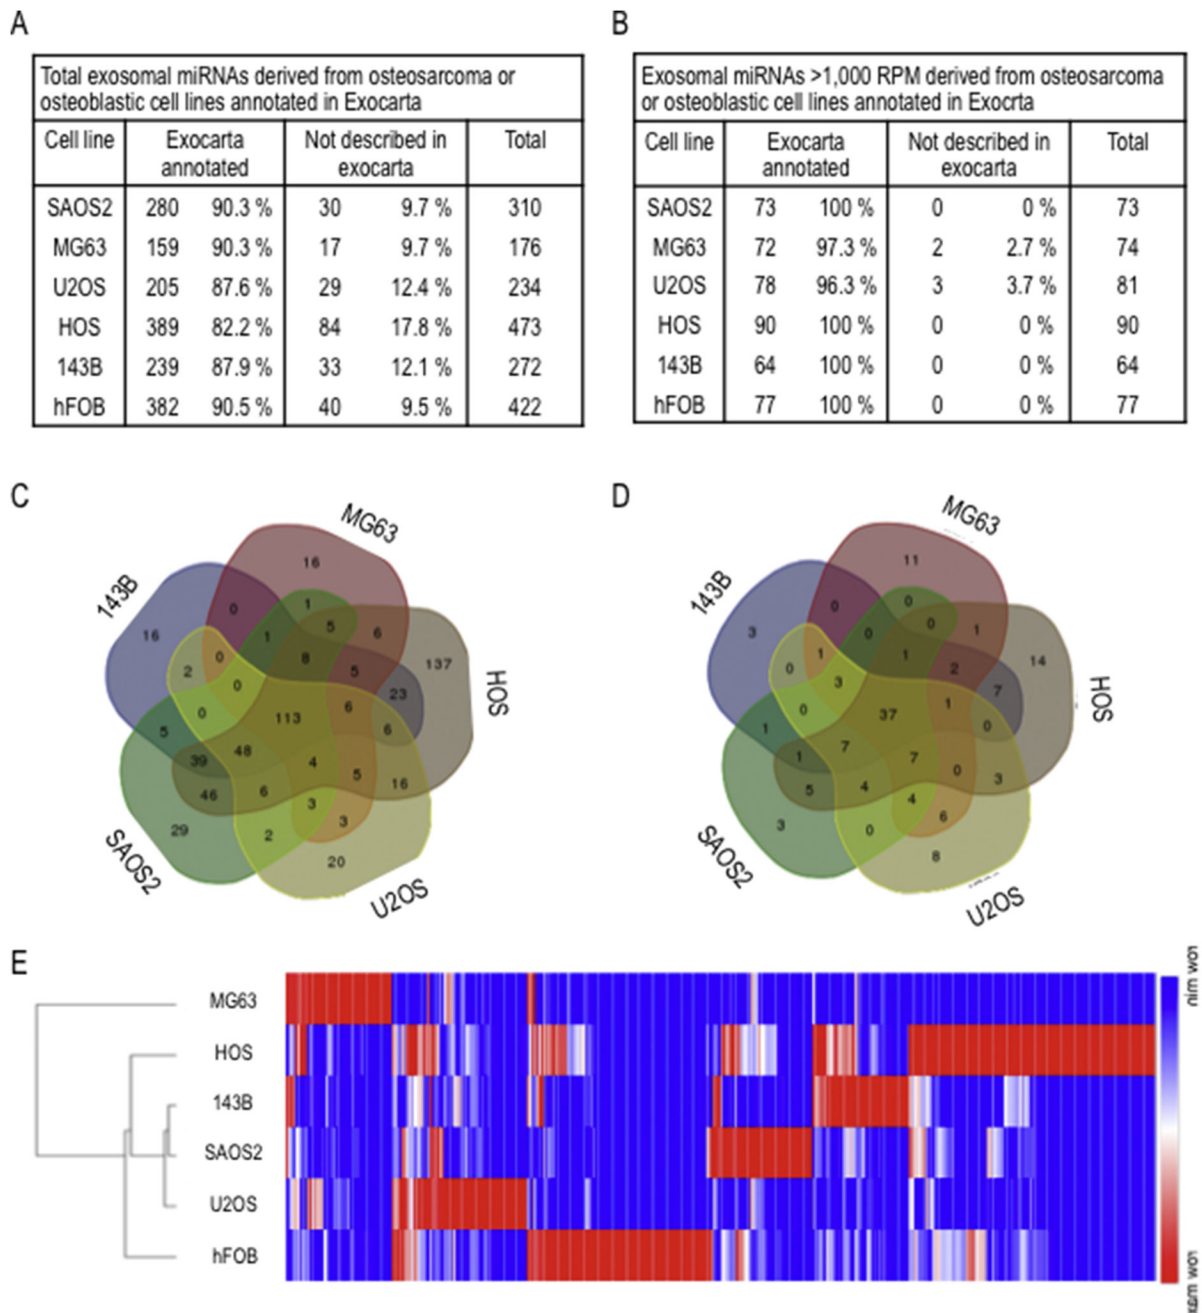 A
Total exosomal miRNAs derived from osteosarcoma or
osteoblastic cell lines annotated in Exocarta
Cell line Exocarta annotated Not described in exocarta Total
SAOS2 280 90.3 % 30 9.7 % 310
MG63 159 90.3 % 17 9.7 % 176
U2OS 205 87.6 % 29 12.4 % 234
HOS 389 82.2 % 84 17.8 % 473
143B 239 87.9 % 33 12.1 % 272
hFOB 382 90.5 % 40 9.5 % 422
B
Exosomal miRNAs >1,000 RPM derived from osteosarcoma
or osteoblastic cell lines annotated in Exocrta
Cell line Exocarta annotated Not described in exocarta Total
SAOS2 73 100 % 0 0 % 73
MG63 72 97.3 % 2 2.7 % 74
U2OS 78 96.3 % 3 3.7 % 81
HOS 90 100 % 0 0 % 90
143B 64 100 % 0 0 % 64
hFOB 77 100 % 0 0 % 77
C
MG63
143B
HOS
SAOS2
U2OS
16
1
0
5
6
16
1
8
137
0
5
2
23
0
6
113
6
0
5
48
39
4
5
16
46
6
3
29
2
3
20
D
MG63
143B
HOS
SAOS2
U2OS
11
0
0
0
1
3
0
1
14
1
2
0
7
3
1
37
0
0
1
7
1
7
0
3
5
4
4
3
0
6
8
E
MG63
HOS
143B
SAOS2
U2OS
hFOB
row min
row max